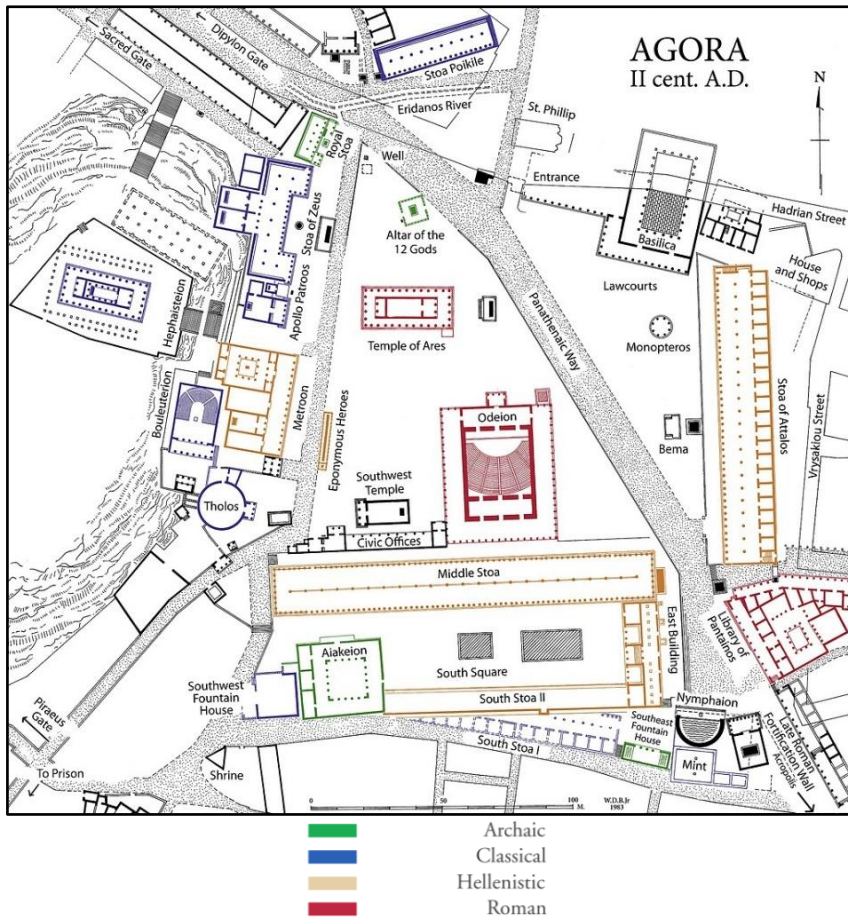 AGORA
II cent. A.D.
N
Sacred Gate
Dipylon Gate
Stoa Poikile
Eridanos River
Royal Stoa
Well
St. Phillip
Entrance
Hadrian Street
Basilica
House
and Shops
Altar of the
12 Gods
Stoa of Zeus
Lawcourts
Apollo Patroos
Hephaisteion
Temple of Ares
Panathenaic Way
Monopteros
Stoa of Attalos
Vrysakiou Street
Bouleuterion
Metroon
Eponymous Heroes
Odeion
Bema
Tholos
Southwest
Temple
Civic Offices
Middle Stoa
East Building
Library of
Pantainos
Aiakeion
South Square
Southwest
Fountain
House
South Stoa II
Nymphaion
Piraeus
Gate
South Stoa I
Southeast
Fountain
House
Mint
Late Roman
Fortification Wall
Acropolis
To Prison
Shrine
0 50 100
M.
W.D.B.Jr
1983
Archaic
Classical
Hellenistic
Roman